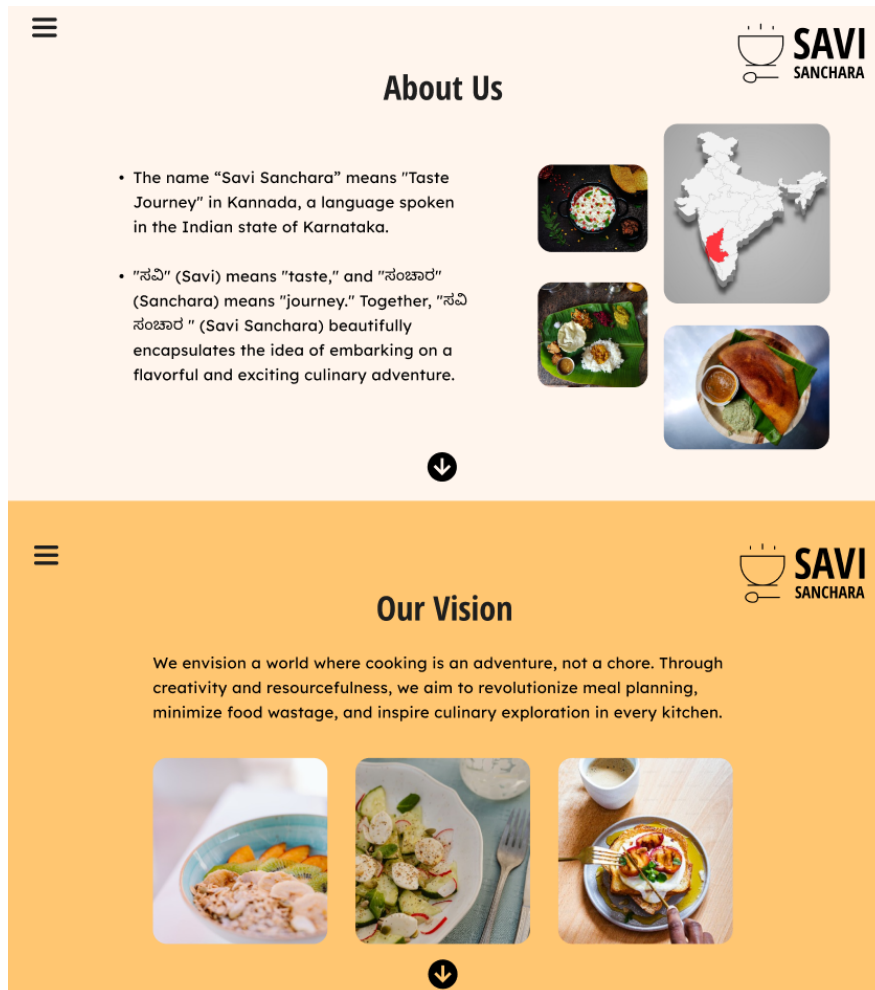 SAVI
SANCHARA
About Us
• The name “Savi Sanchara” means "Taste
Journey" in Kannada, a language spoken
in the Indian state of Karnataka.
• "ಸವಿ" (Savi) means "taste," and "ಸಂಚಾರ"
(Sanchara) means "journey." Together, "ಸವಿ
ಸಂಚಾರ " (Savi Sanchara) beautifully
encapsulates the idea of embarking on a
flavorful and exciting culinary adventure.
SAVI
SANCHARA
Our Vision
We envision a world where cooking is an adventure, not a chore. Through
creativity and resourcefulness, we aim to revolutionize meal planning,
minimize food wastage, and inspire culinary exploration in every kitchen.